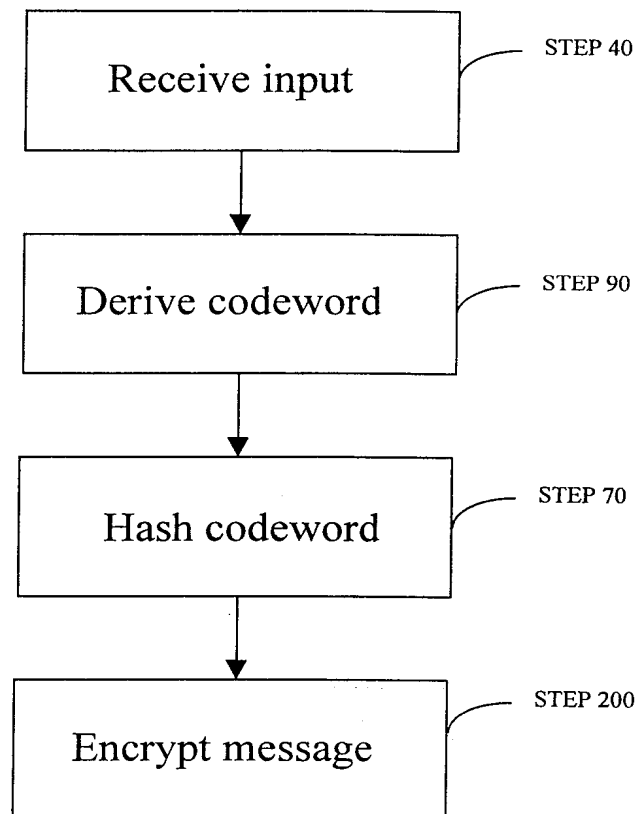 Receive input
STEP 40
Derive codeword
STEP 90
Hash codeword
STEP 70
Encrypt message
STEP 200